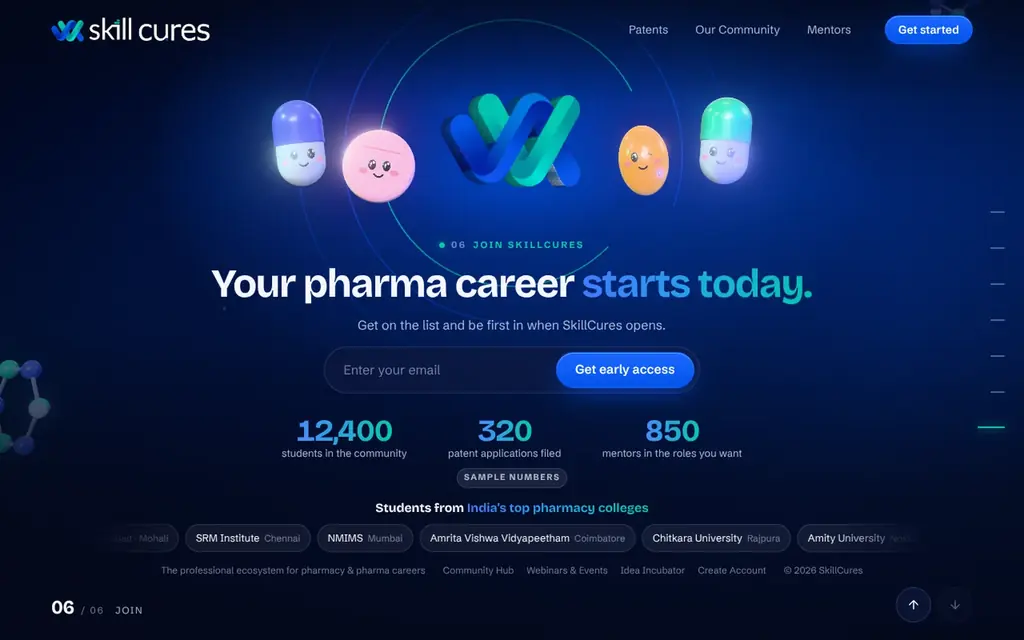 skill cures
Patents Our Community Mentors Get started
06 JOIN SKILLCURES
Your pharma career starts today.
Get on the list and be first in when SkillCures opens.
Enter your email Get early access
12,400 320 850
students in the community patent applications filed mentors in the roles you want
SAMPLE NUMBERS
Students from India's top pharmacy colleges
Mohali SRM Institute Chennai NMIMS Mumbai Amrita Vishwa Vidyapeetham Coimbatore Chitkara University Rajpura Amity University
The professional ecosystem for pharmacy & pharma careers Community Hub Webinars & Events Idea Incubator Create Account © 2026 SkillCures
06 / 06 JOIN